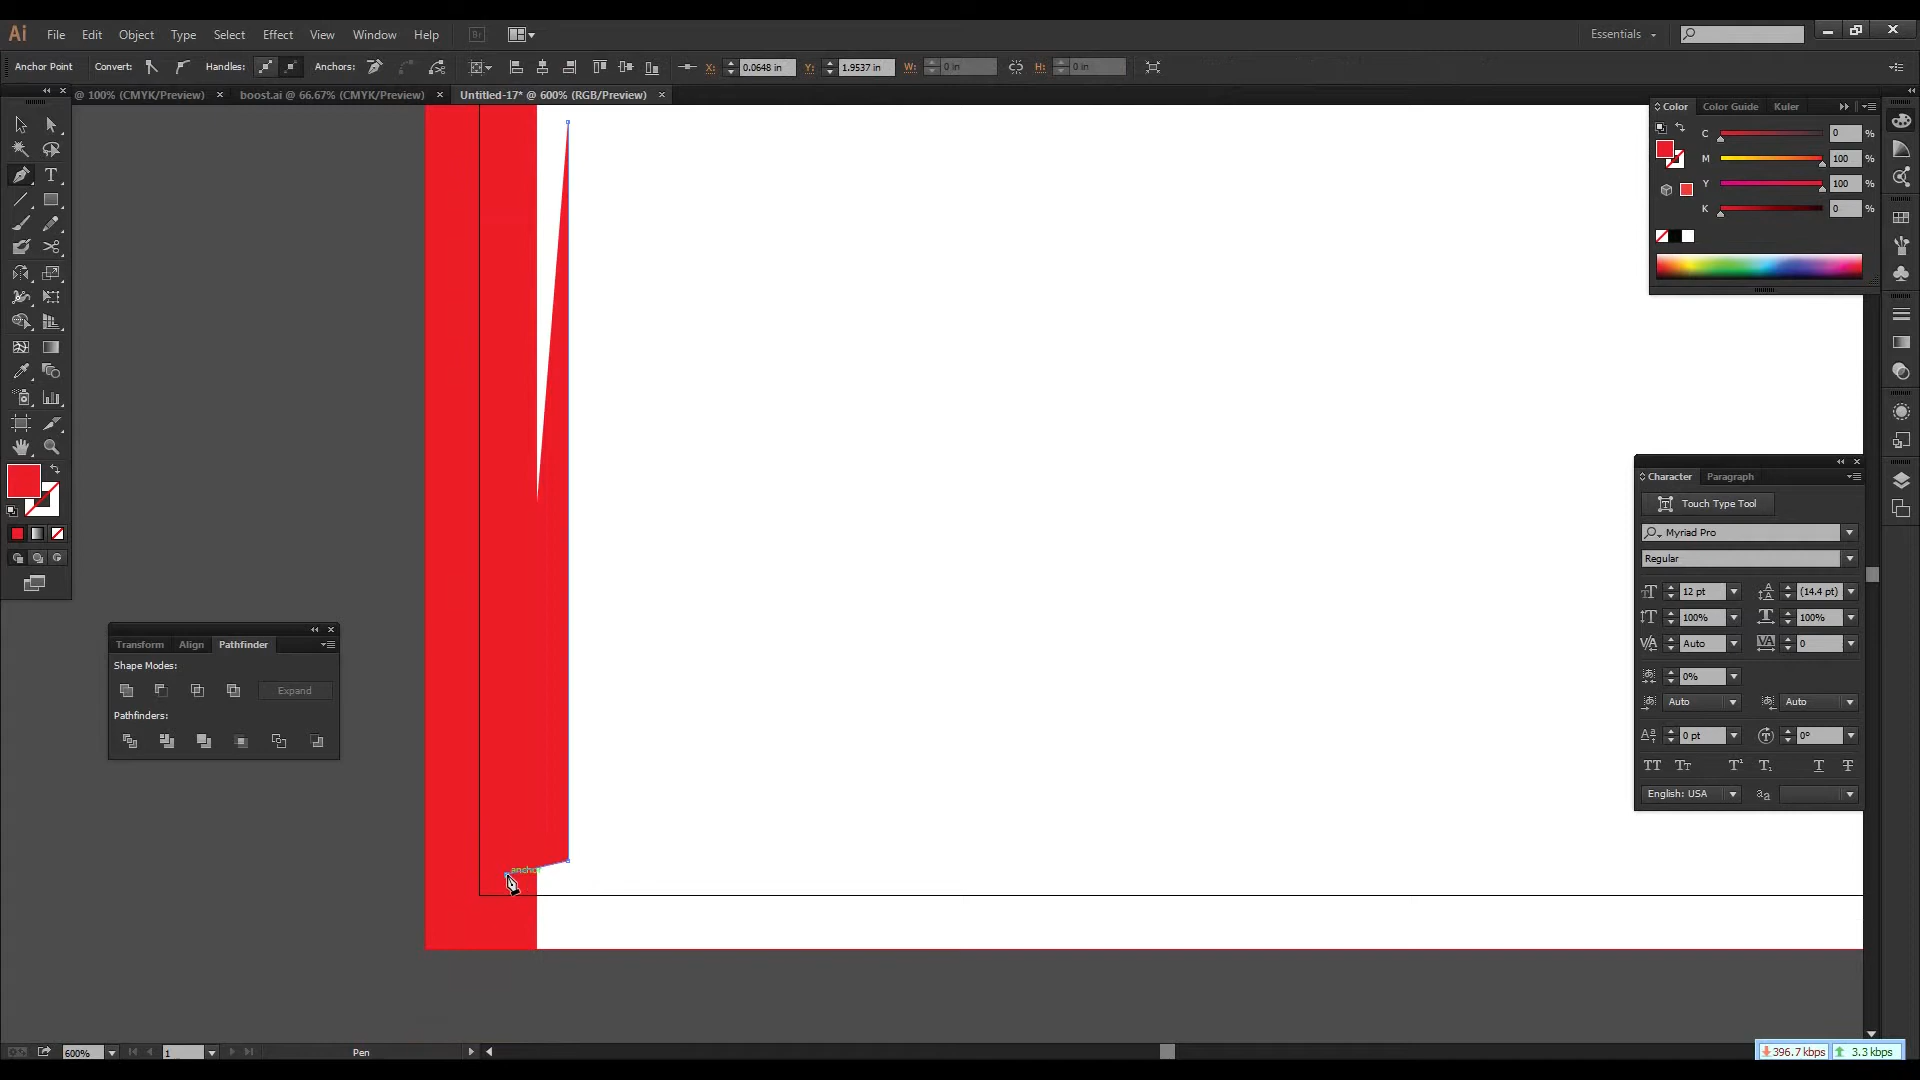 Ai File Edit Object Type Select Effect View Window Help Br Essentials
Anchor Point Convert: Handles: Anchors: X: 0.0648 in Y: 1.9537 in W: 0 in H: 0 in
@ 100% (CMYK/Preview) × boost.ai @ 66.67% (CMYK/Preview) × Untitled-17* @ 600% (RGB/Preview) ×
Color Color Guide Kuler
C 0 %
M 100 %
Y 100 %
K 0 %
Character Paragraph
Touch Type Tool
Myriad Pro
Regular
12 pt (14.4 pt)
100% 100%
Auto 0
0%
Auto Auto
0 pt 0°
English: USA
Transform Align Pathfinder
Shape Modes:
Expand
Pathfinders:
anchor
600% 1 Pen
396.7 kbps 3.3 kbps